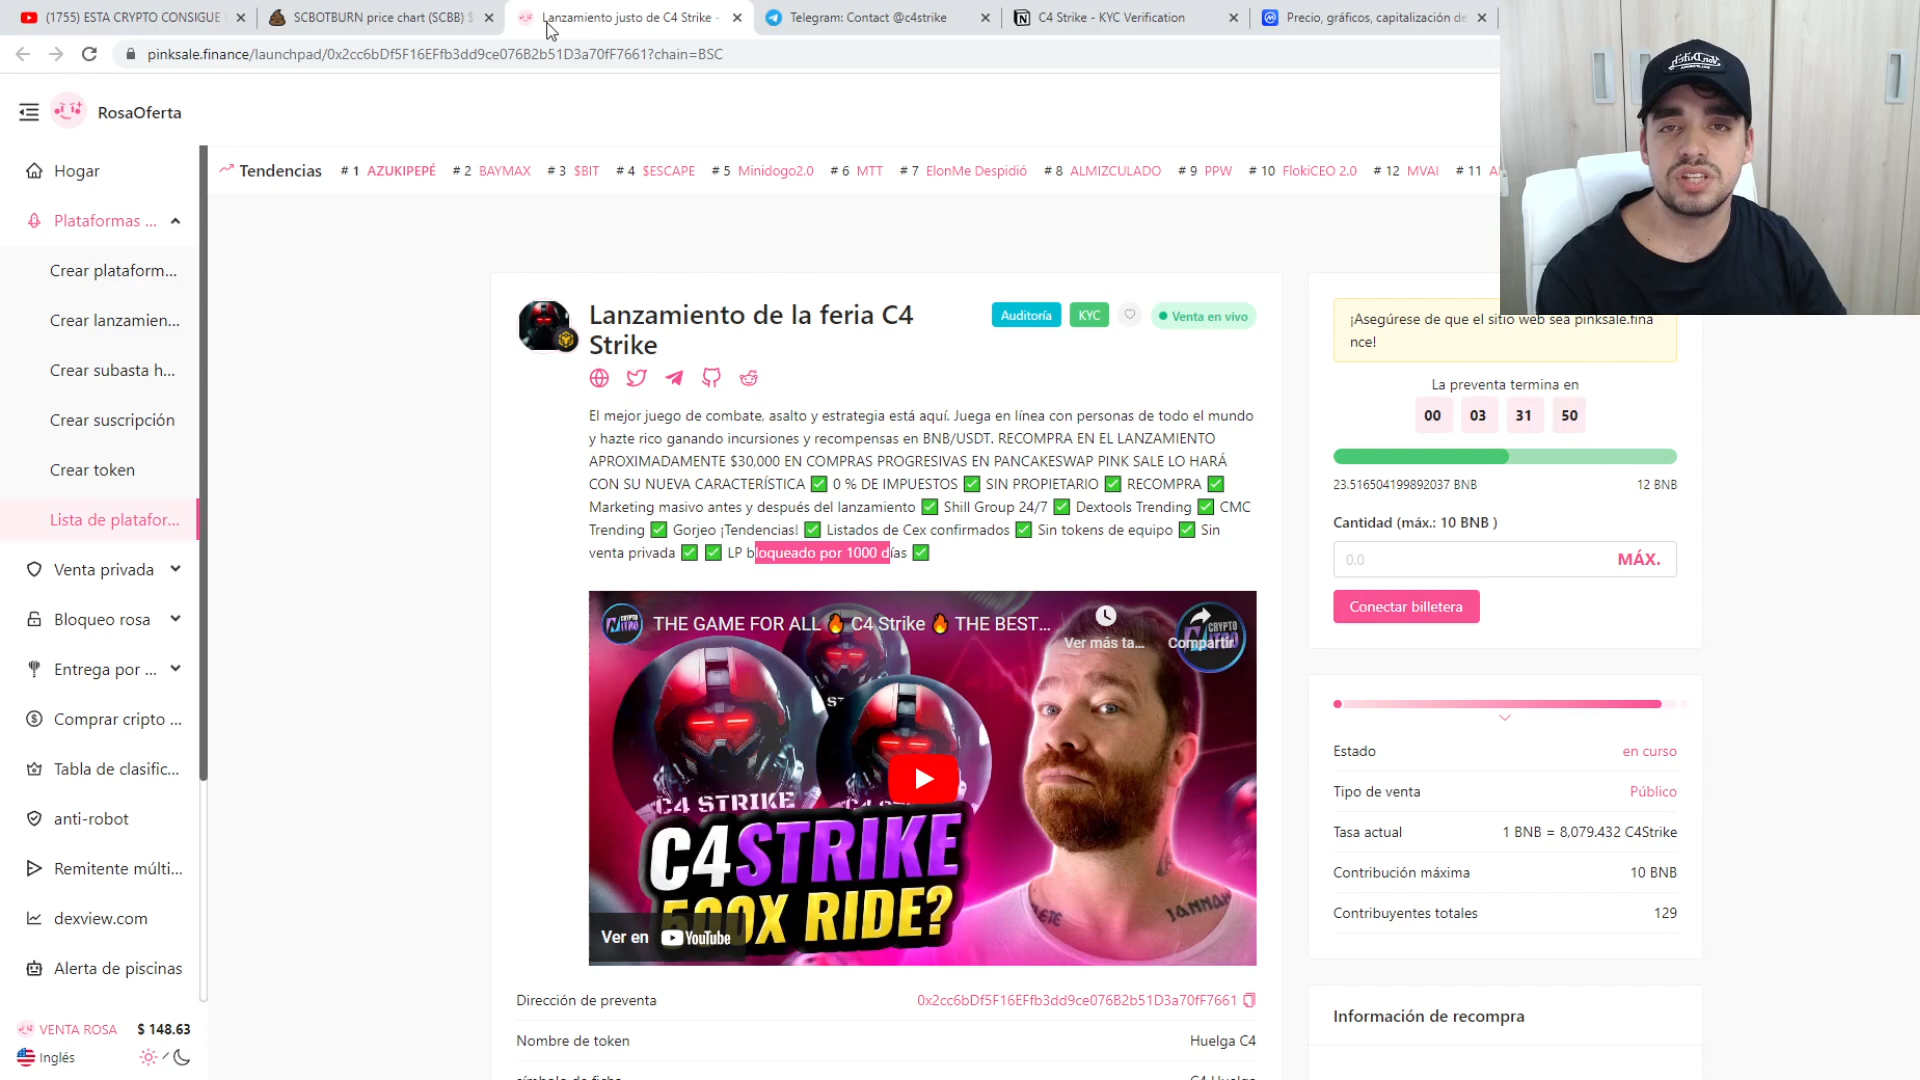 (1755) ESTA CRYPTO CONSIGUE
SCBOTBURN price chart (SCBB) $
Lanzamiento justo de C4 Strike -
Telegram: Contact @c4strike
C4 Strike - KYC Verification
Precio, gráficos, capitalización de
pinksale.finance/launchpad/0x2cc6bDf5F16EFfb3dd9ce076B2b51D3a70fF7661?chain=BSC
RosaOferta
Hogar
Plataformas ...
Crear plataform...
Crear lanzamien...
Crear subasta h...
Crear suscripción
Crear token
Lista de platafor...
Venta privada
Bloqueo rosa
Entrega por ...
Comprar cripto ...
Tabla de clasific...
anti-robot
Remitente múlti...
dexview.com
Alerta de piscinas
VENTA ROSA $ 148.63
Inglés
Tendencias # 1 AZUKIPEPÉ # 2 BAYMAX # 3 $BIT # 4 $ESCAPE # 5 Minidogo2.0 # 6 MTT # 7 ElonMe Despidió # 8 ALMIZCULADO # 9 PPW # 10 FlokiCEO 2.0 # 12 MVAI # 11
Lanzamiento de la feria C4
Strike
Auditoría
KYC
Venta en vivo
El mejor juego de combate, asalto y estrategia está aquí. Juega en línea con personas de todo el mundo
y hazte rico ganando incursiones y recompensas en BNB/USDT. RECOMPRA EN EL LANZAMIENTO
APROXIMADAMENTE $30,000 EN COMPRAS PROGRESIVAS EN PANCAKESWAP PINK SALE LO HARÁ
CON SU NUEVA CARACTERÍSTICA ✅ 0 % DE IMPUESTOS ✅ SIN PROPIETARIO ✅ RECOMPRA ✅
Marketing masivo antes y después del lanzamiento ✅ Shill Group 24/7 ✅ Dextools Trending ✅ CMC
Trending ✅ Gorjeo ¡Tendencias! ✅ Listados de Cex confirmados ✅ Sin tokens de equipo ✅ Sin
venta privada ✅ ✅ LP bloqueado por 1000 días ✅
CRYPTO NITRO
THE GAME FOR ALL 🔥 C4 Strike 🔥 THE BEST...
Ver más ta...
Compartir
CRYPTO
C4 STRIKE
C4STRIKE
500X RIDE?
Ver en YouTube
Dirección de preventa 0x2cc6bDf5F16EFfb3dd9ce076B2b51D3a70fF7661
Nombre de token Huelga C4
¡Asegúrese de que el sitio web sea pinksale.fina
nce!
La preventa termina en
00 03 31 50
23.516504199892037 BNB 12 BNB
Cantidad (máx.: 10 BNB )
0.0 MÁX.
Conectar billetera
Estado en curso
Tipo de venta Público
Tasa actual 1 BNB = 8,079.432 C4Strike
Contribución máxima 10 BNB
Contribuyentes totales 129
Información de recompra